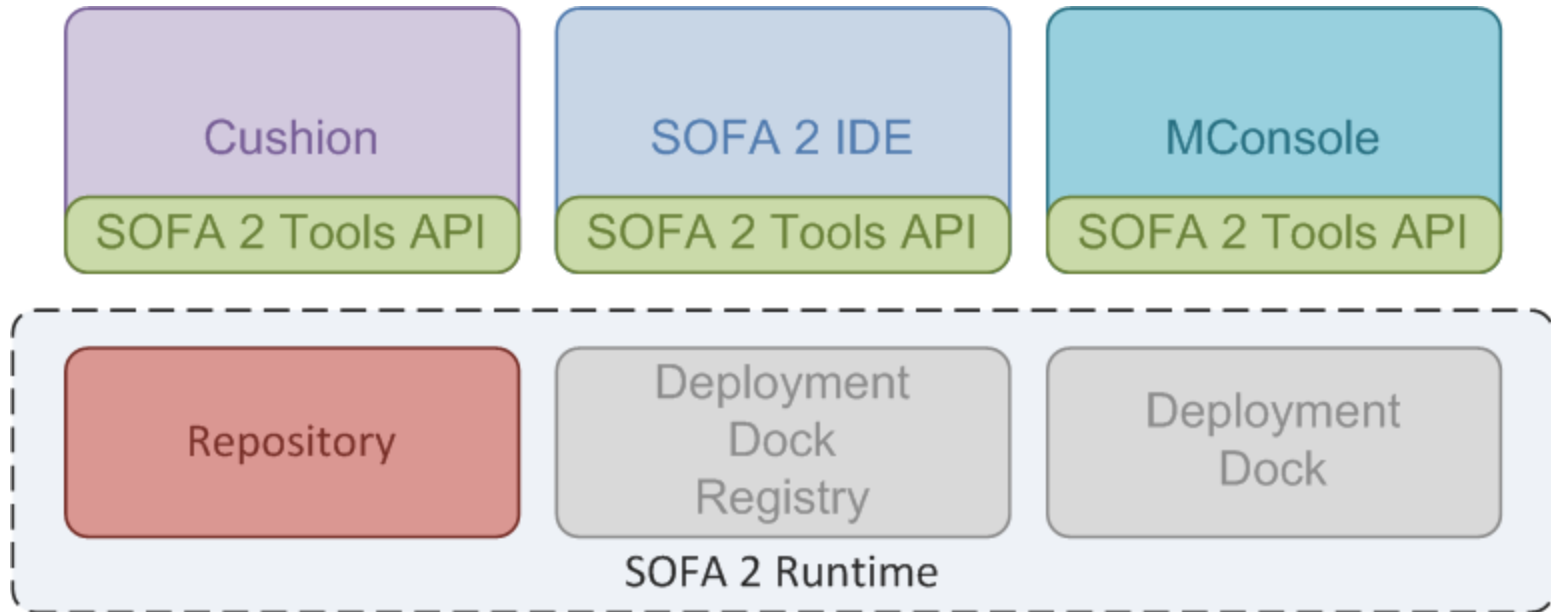 Cushion
SOFA 2 IDE
MConsole
SOFA 2 Tools API
SOFA 2 Tools API
SOFA 2 Tools API
Repository
Deployment
Dock
Registry
Deployment
Dock
SOFA 2 Runtime